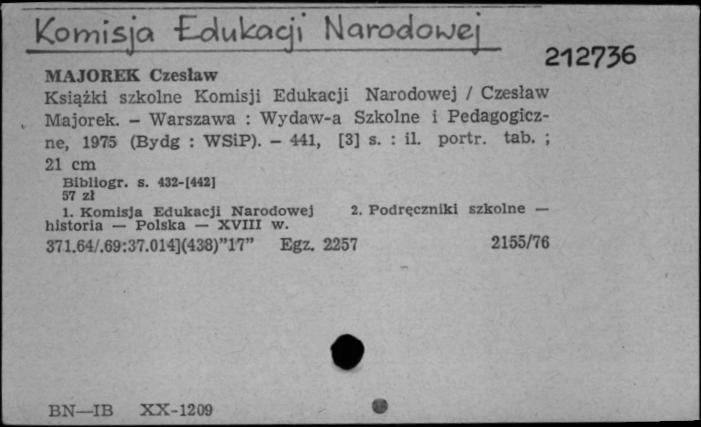 Komisja Edukacji Narodowej
212736
MAJOREK Czesław
Książki szkolne Komisji Edukacji Narodowej / Czesław
Majorek. — Warszawa : Wydaw-a Szkolne i Pedagogicz-
ne, 1975 (Bydg : WSiP). — 441, [3] s. : il. portr. tab. ;
21 cm
Bibliogr. s. 432-[442]
57 zł
1. Komisja Edukacji Narodowej 2. Podręczniki szkolne —
historia — Polska — XVIII w.
371.64/.69:37.014](438)"17" Egz. 2257 2155/76
BN—IB XX-1209